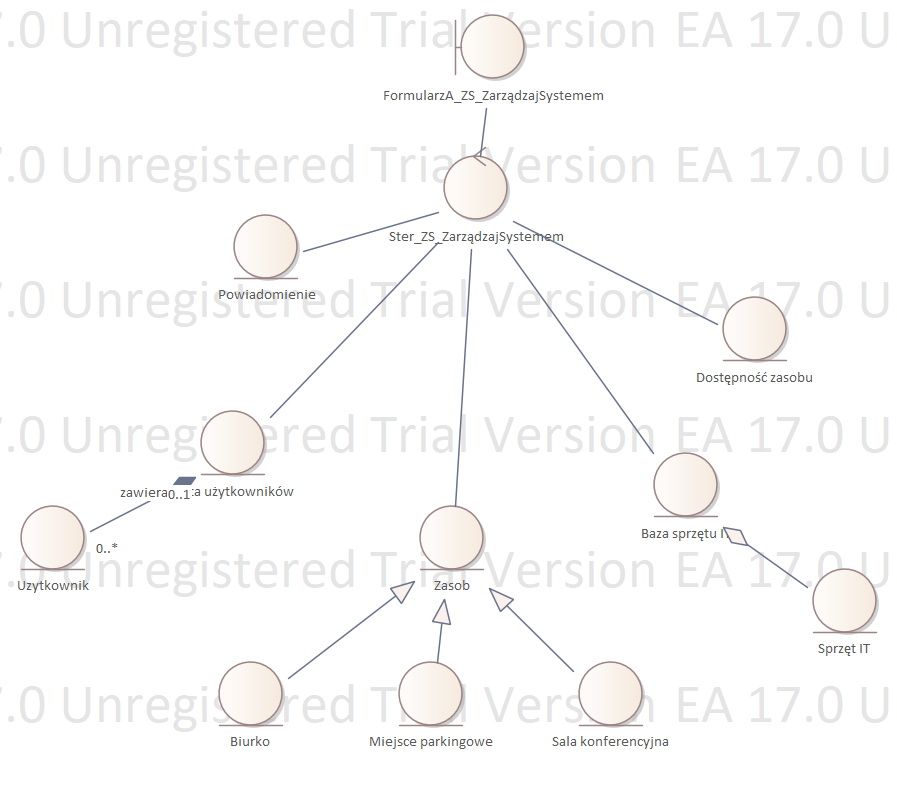 7.0 Unregistered Trial Version EA 17.0 U
FormularzA_ZS_ZarządzajSystemem
7.0 Unregistered Trial Version EA 17.0 U
Ster_ZS_ZarządzajSystemem
7.0 Unregistered Trial Version EA 17.0 U
Powiadomienie
Dostępność zasobu
7.0 Unregistered Trial Version EA 17.0 U
zawiera
0..1
użytkowników
Baza sprzętu
0..*
7.0 Unregistered Trial Version EA 17.0 U
Uzytkownik
Zasob
Sprzęt IT
7.0 Unregistered Trial Version EA 17.0 U
Biurko
Miejsce parkingowe
Sala konferencyjna